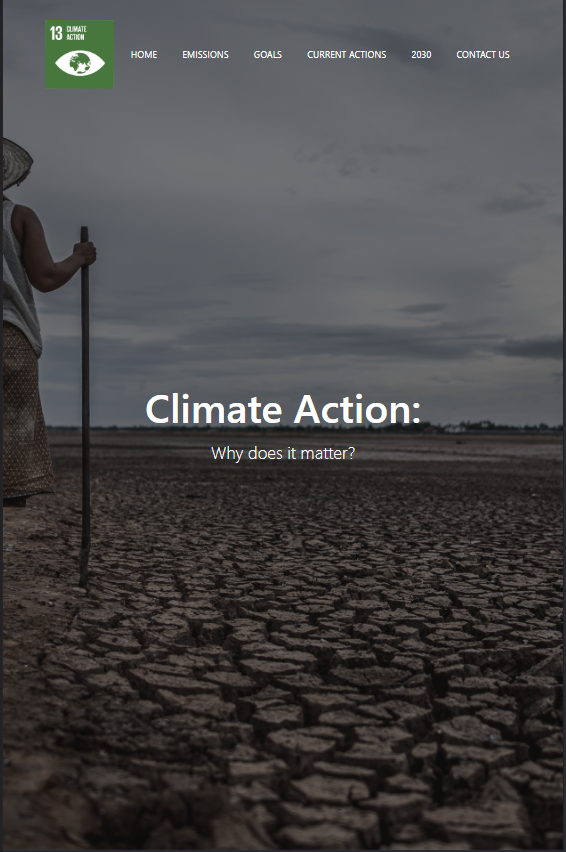 13 CLIMATE
ACTION
HOME EMISSIONS GOALS CURRENT ACTIONS 2030 CONTACT US
Climate Action:
Why does it matter?